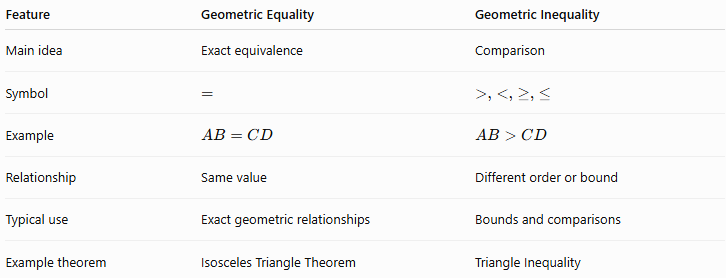 Feature Geometric Equality Geometric Inequality
Main idea Exact equivalence Comparison
Symbol = >, <, ≥, ≤
Example AB = CD AB > CD
Relationship Same value Different order or bound
Typical use Exact geometric relationships Bounds and comparisons
Example theorem Isosceles Triangle Theorem Triangle Inequality